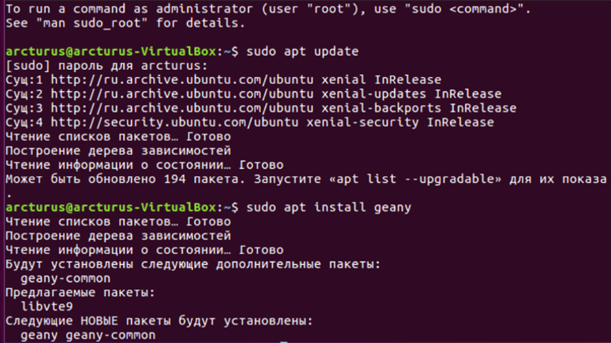 To run a command as administrator (user "root"), use "sudo <command>".
See "man sudo_root" for details.
arcturus@arcturus-VirtualBox:~$ sudo apt update
[sudo] пароль для arcturus:
Сущ:1 http://ru.archive.ubuntu.com/ubuntu xenial InRelease
Сущ:2 http://ru.archive.ubuntu.com/ubuntu xenial-updates InRelease
Сущ:3 http://ru.archive.ubuntu.com/ubuntu xenial-backports InRelease
Сущ:4 http://security.ubuntu.com/ubuntu xenial-security InRelease
Чтение списков пакетов… Готово
Построение дерева зависимостей
Чтение информации о состоянии… Готово
Может быть обновлено 194 пакета. Запустите «apt list --upgradable» для их показа
.
arcturus@arcturus-VirtualBox:~$ sudo apt install geany
Чтение списков пакетов… Готово
Построение дерева зависимостей
Чтение информации о состоянии… Готово
Будут установлены следующие дополнительные пакеты:
geany-common
Предлагаемые пакеты:
libvte9
Следующие НОВЫЕ пакеты будут установлены:
geany geany-common